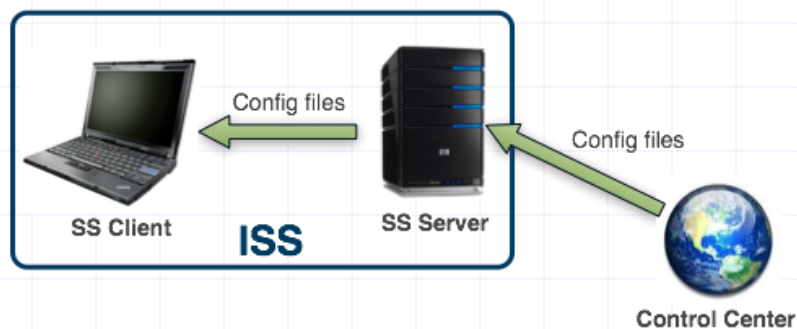 Config files
Config files
SS Client
SS Server
ISS
Control Center